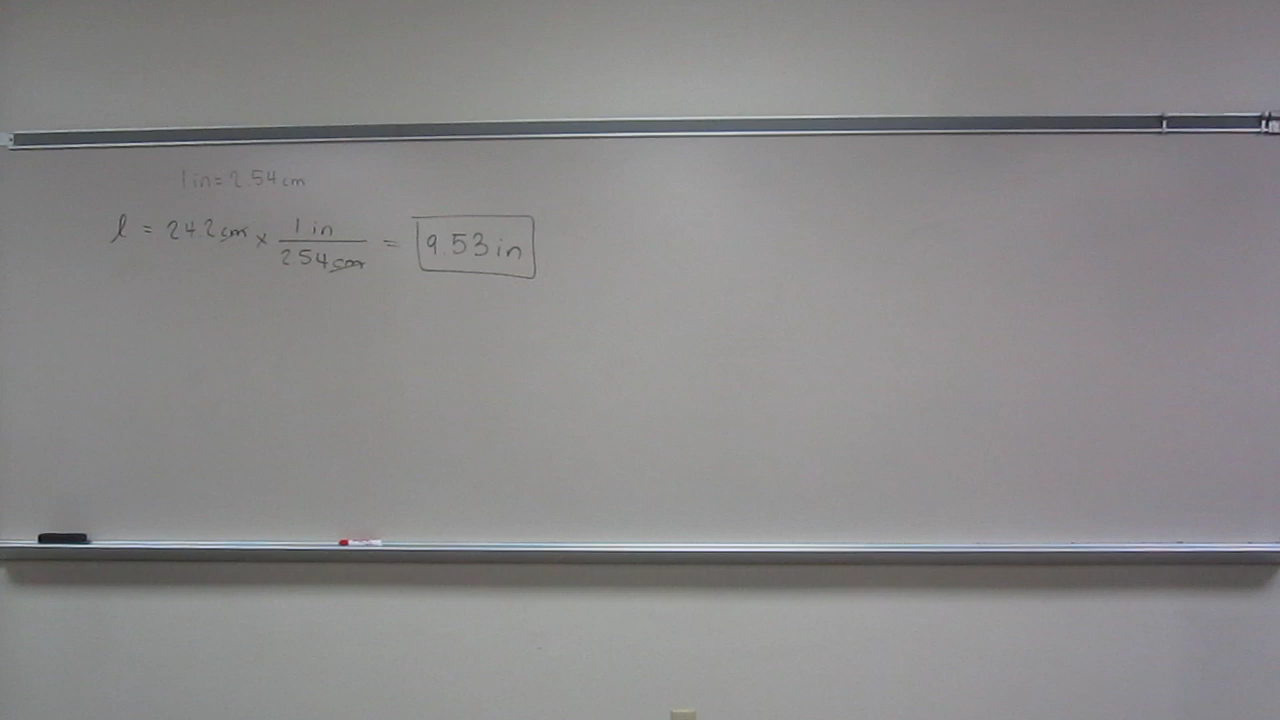 1 in = 2.54 cm
l = 24.2 cm x 1 in / 2.54 cm = 9.53 in